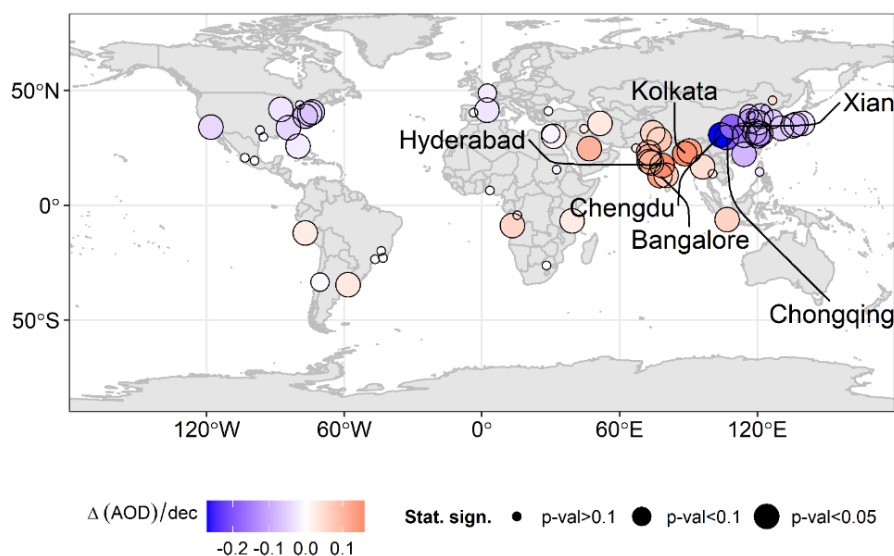 50°N
Kolkata
Xian
Hyderabad
0°
Chengdu
Bangalore
50°S
Chongqing
120°W 60°W 0° 60°E 120°E
Δ(AOD)/dec
-0.2 -0.1 0.0 0.1
Stat. sign. p-val>0.1 p-val<0.1 p-val<0.05